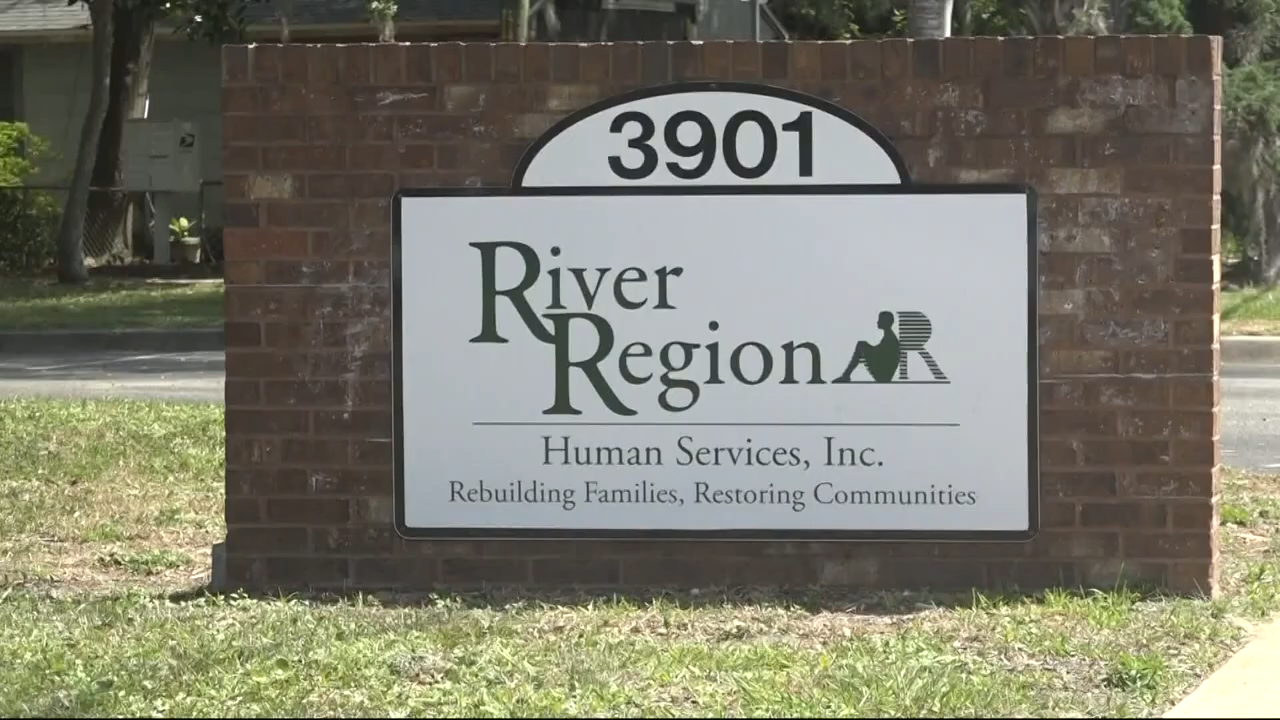 3901
River
Region
Human Services, Inc.
Rebuilding Families, Restoring Communities